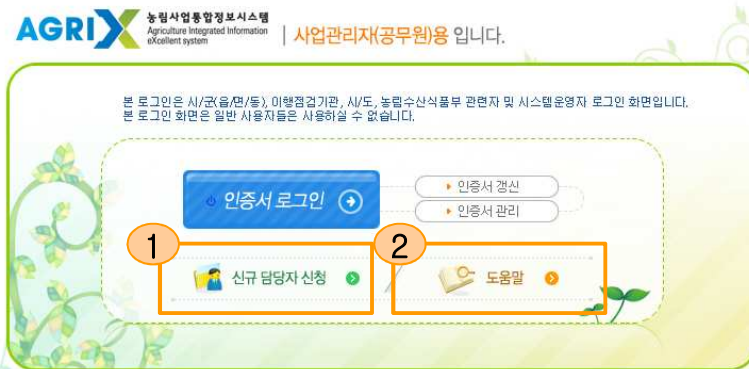 AGRIX 농림사업통합정보시스템
Agriculture Integrated Information
eXcellent system
사업관리자(공무원)용 입니다.
본 로그인은 시/군(읍/면/동), 이행점검기관, 시/도, 농림수산식품부 관련자 및 시스템운영자 로그인 화면입니다.
본 로그인 화면은 일반 사용자들은 사용하실 수 없습니다.
인증서 로그인
인증서 갱신
인증서 관리
1
2
신규 담당자 신청
도움말